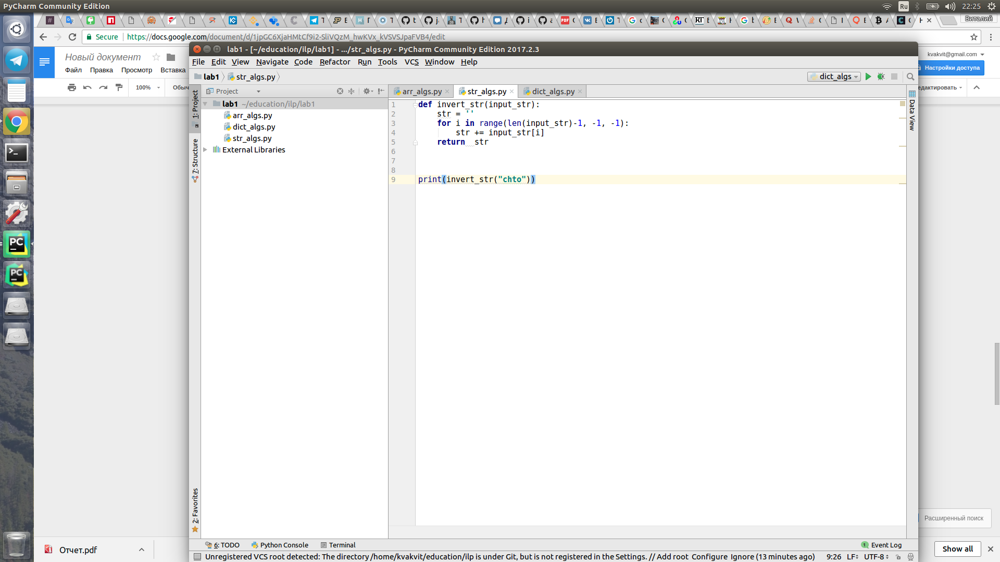 PyCharm Community Edition
Ru
22:25
Виталий
Secure
https://docs.google.com/document/d/1jpGC6XjaHMtCf9i2-SliVQzM_hwKVx_kVSVSJpaFVB4/edit
Новый документ
kvakvit@gmail.com
Файл Правка Просмотр Вставка
Настройки доступа
100%
lab1 - [~/education/ilp/lab1] - .../str_algs.py - PyCharm Community Edition 2017.2.3
File Edit View Navigate Code Refactor Run Tools VCS Window Help
lab1 str_algs.py
dict_algs
Project
arr_algs.py str_algs.py dict_algs.py
1: Project
7: Structure
2: Favorites
Data View
lab1 ~/education/ilp/lab1
arr_algs.py
dict_algs.py
str_algs.py
External Libraries
1 def invert_str(input_str):
2 str = ''
3 for i in range(len(input_str)-1, -1, -1):
4 str += input_str[i]
5 return  str
6
7
8
9 print(invert_str("chto"))
Расширенный поиск
6: TODO Python Console Terminal
1 Event Log
Отчет.pdf
Show all
Unregistered VCS root detected: The directory /home/kvakvit/education/ilp is under Git, but is not registered in the Settings. // Add root Configure Ignore (13 minutes ago)
9:26 LF UTF-8